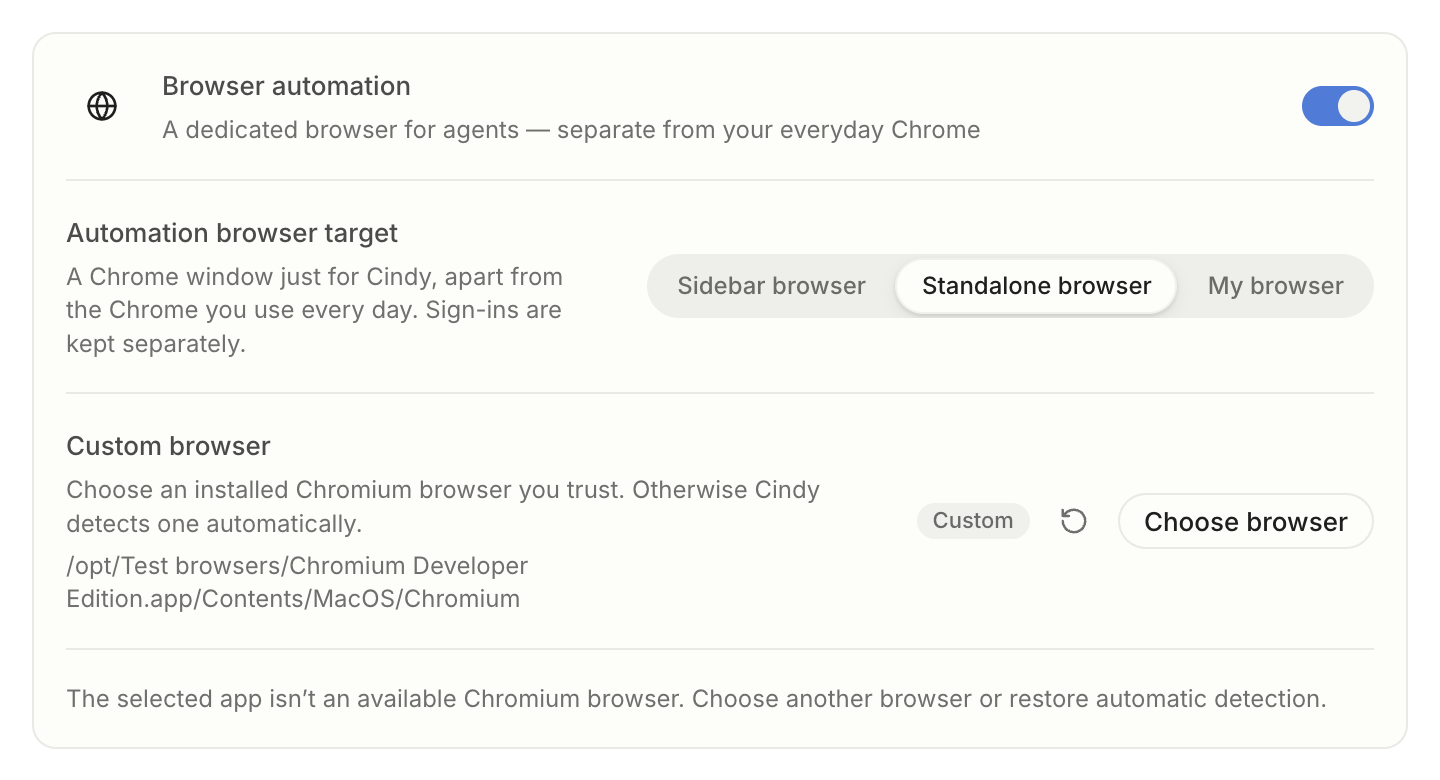 Browser automation
A dedicated browser for agents — separate from your everyday Chrome
Automation browser target
A Chrome window just for Cindy, apart from
the Chrome you use every day. Sign-ins are
kept separately.
Sidebar browser
Standalone browser
My browser
Custom browser
Choose an installed Chromium browser you trust. Otherwise Cindy
detects one automatically.
/opt/Test browsers/Chromium Developer
Edition.app/Contents/MacOS/Chromium
Custom
Choose browser
The selected app isn’t an available Chromium browser. Choose another browser or restore automatic detection.